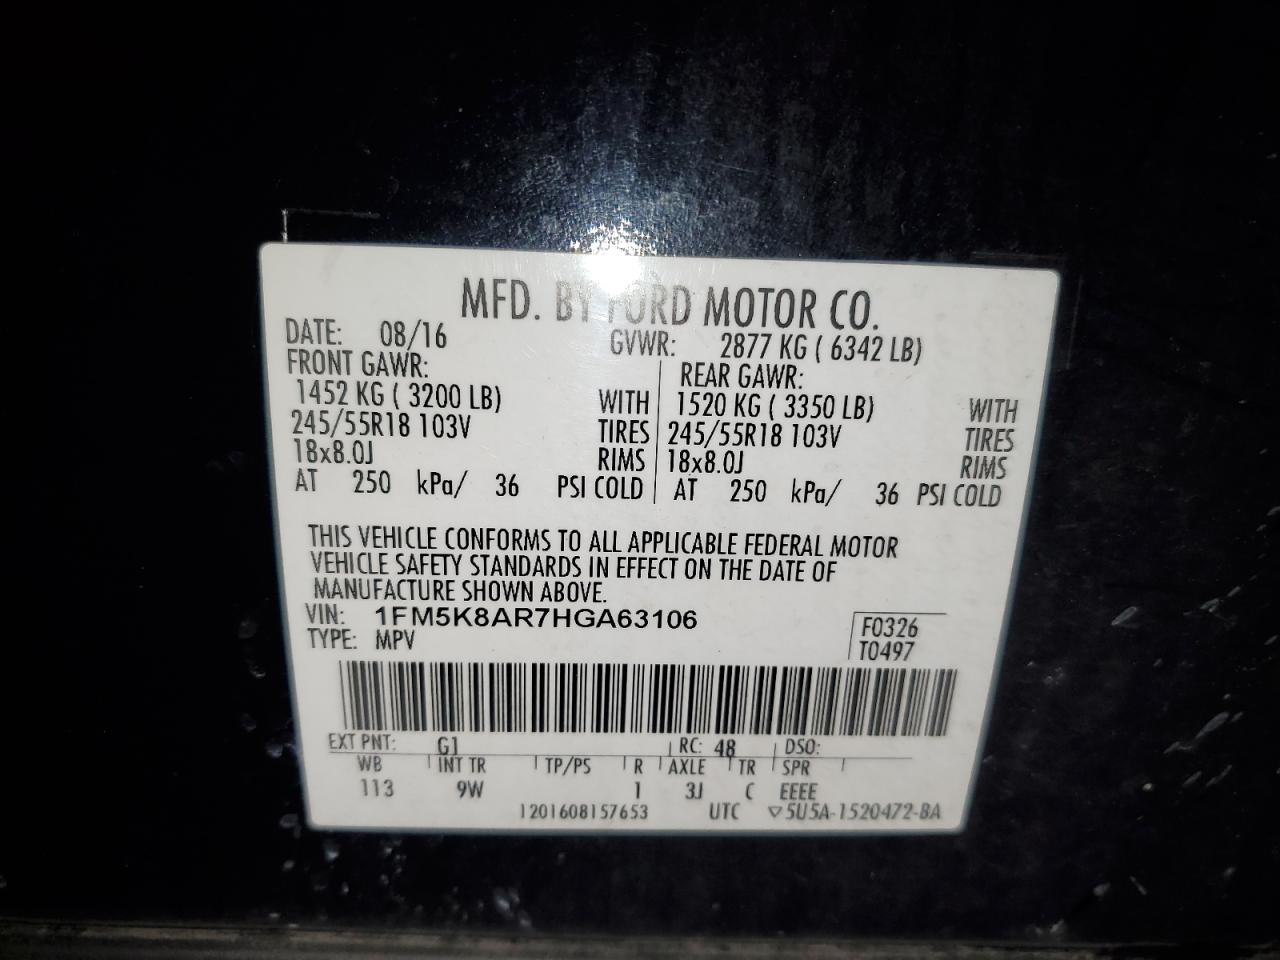 MFD. BY FORD MOTOR CO.
DATE: 08/16 GVWR: 2877 KG ( 6342 LB)
FRONT GAWR: REAR GAWR:
1452 KG ( 3200 LB) WITH 1520 KG ( 3350 LB) WITH
245/55R18 103V TIRES 245/55R18 103V TIRES
18x8.0J RIMS 18x8.0J RIMS
AT 250 kPa/ 36 PSI COLD AT 250 kPa/ 36 PSI COLD
THIS VEHICLE CONFORMS TO ALL APPLICABLE FEDERAL MOTOR
VEHICLE SAFETY STANDARDS IN EFFECT ON THE DATE OF
MANUFACTURE SHOWN ABOVE.
VIN: 1FM5K8AR7HGA63106
TYPE: MPV
F0326
T0497
EXT PNT: G1 RC: 48 DSO:
WB INT TR TP/PS R AXLE TR SPR
113 9W 1 3J C EEEE
1201608157653 UTC ▽5U5A-1520472-BA